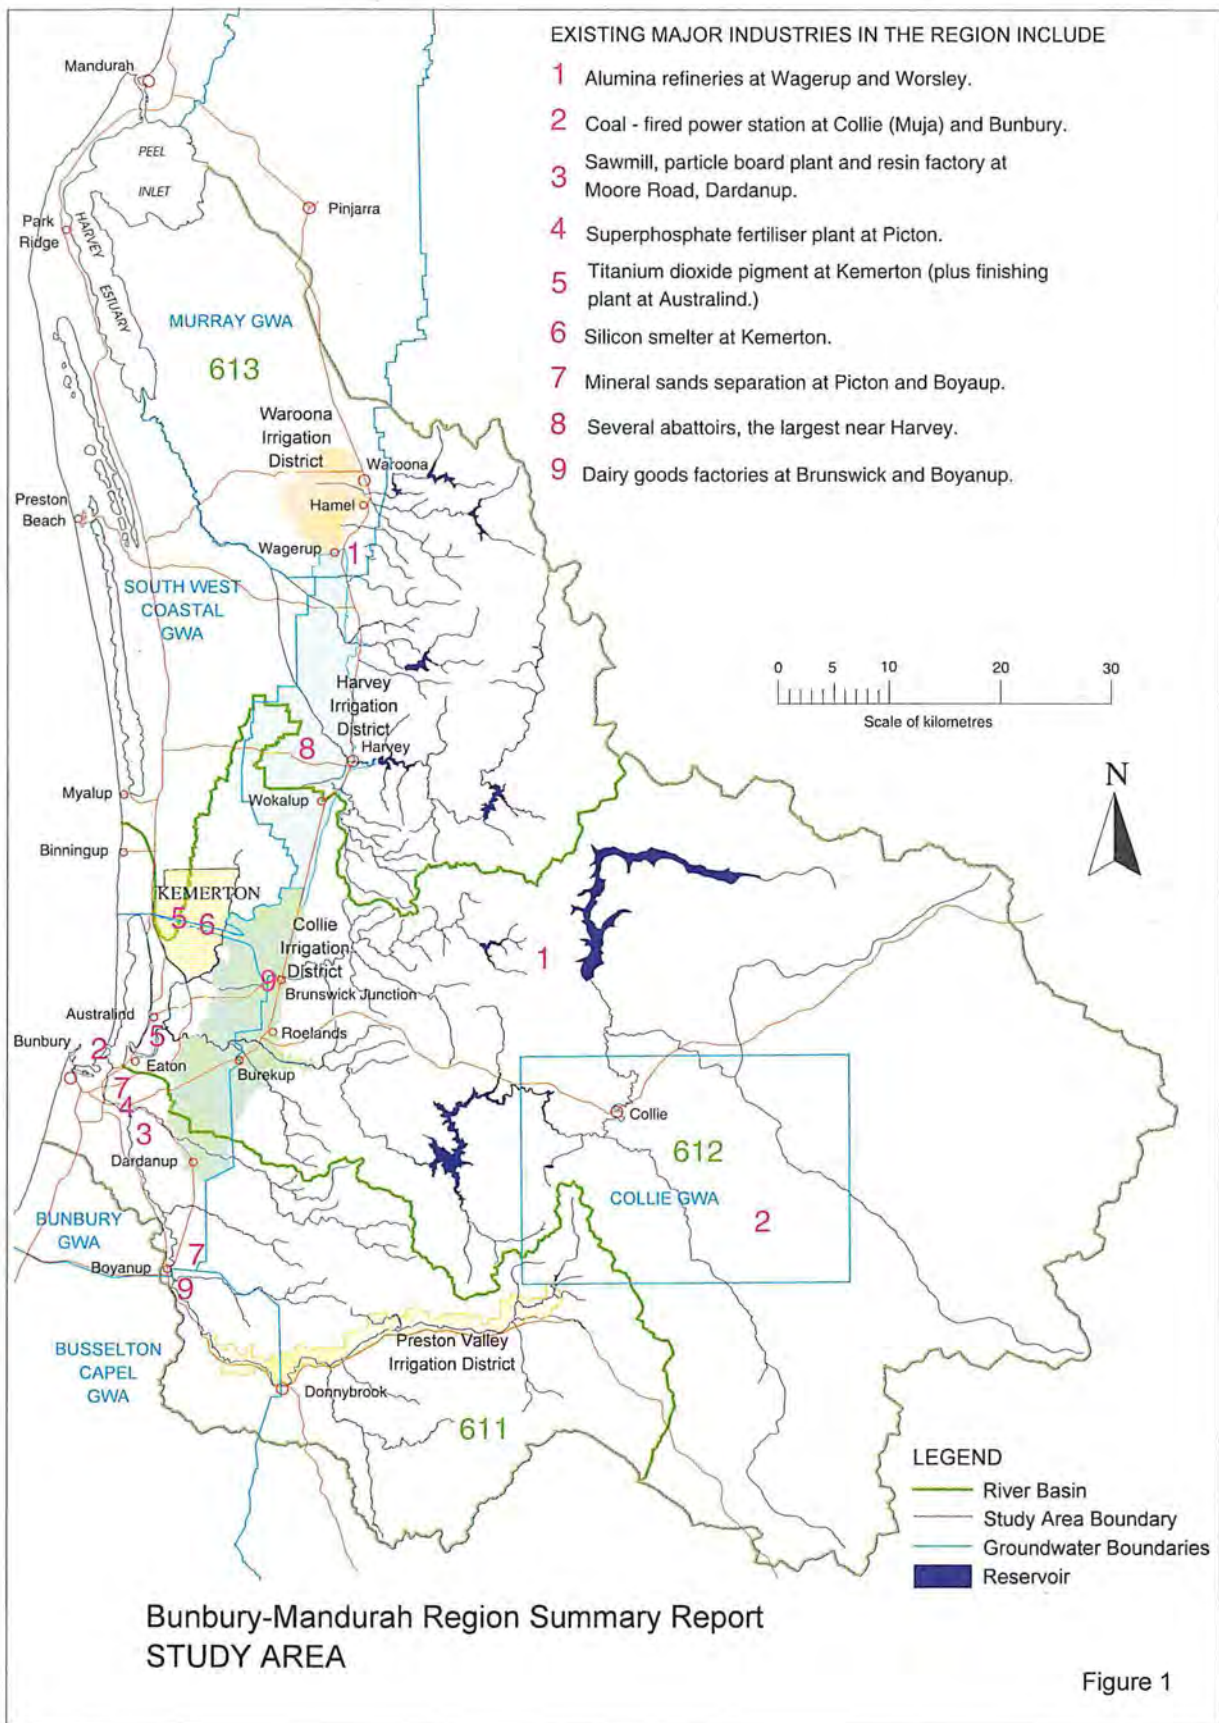 EXISTING MAJOR INDUSTRIES IN THE REGION INCLUDE
1 Alumina refineries at Wagerup and Worsley.
2 Coal - fired power station at Collie (Muja) and Bunbury.
3 Sawmill, particle board plant and resin factory at
Moore Road, Dardanup.
4 Superphosphate fertiliser plant at Picton.
5 Titanium dioxide pigment at Kemerton (plus finishing
plant at Australind.)
6 Silicon smelter at Kemerton.
7 Mineral sands separation at Picton and Boyaup.
8 Several abattoirs, the largest near Harvey.
9 Dairy goods factories at Brunswick and Boyanup.
Mandurah
PEEL
INLET
Pinjarra
Park
Ridge
HARVEY
ESTUARY
MURRAY GWA
613
Waroona
Irrigation
District
Waroona
Hamel
Preston
Beach
Wagerup
1
SOUTH WEST
COASTAL
GWA
0 5 10 20 30
Scale of kilometres
Harvey
Irrigation
District
8
Harvey
N
Myalup
Wokalup
Binningup
KEMERTON
5
6
Collie
Irrigation
District
1
9
Brunswick Junction
Australind
5
Roelands
Bunbury
2
Eaton
Burekup
7
4
3
Collie
612
Dardanup
COLLIE GWA
2
BUNBURY
GWA
7
Boyanup
9
BUSSELTON
CAPEL
GWA
Preston Valley
Irrigation District
Donnybrook
611
LEGEND
River Basin
Study Area Boundary
Groundwater Boundaries
Reservoir
Bunbury-Mandurah Region Summary Report
STUDY AREA
Figure 1